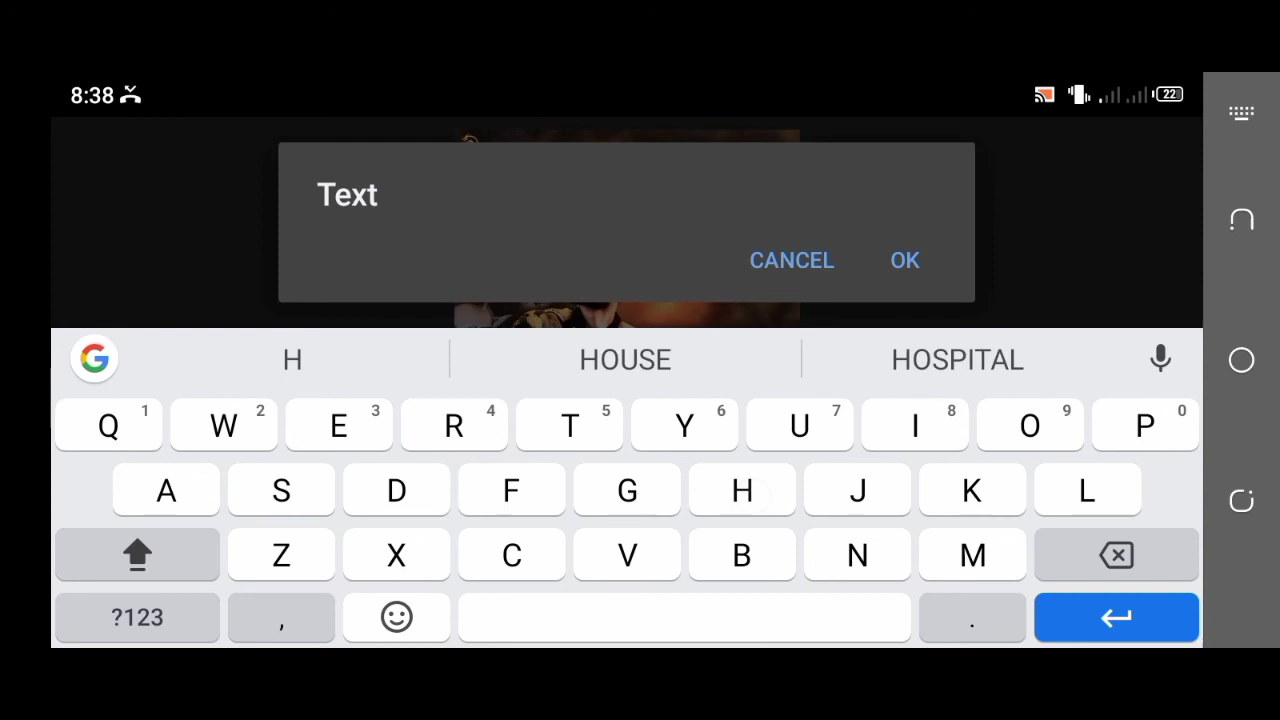 8:38
22
Text
CANCEL OK
H HOUSE HOSPITAL
Q 1 W 2 E 3 R 4 T 5 Y 6 U 7 I 8 O 9 P 0
A S D F G H J K L
Z X C V B N M
?123 , .